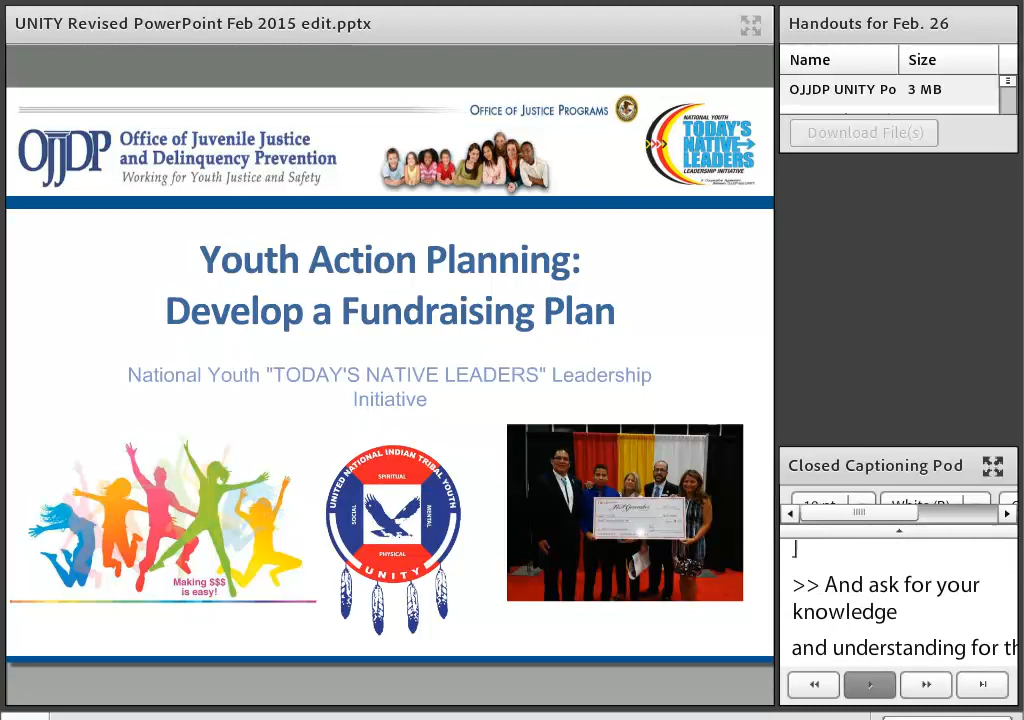 UNITY Revised PowerPoint Feb 2015 edit.pptx
OFFICE OF JUSTICE PROGRAMS
OJJDP
Office of Juvenile Justice
and Delinquency Prevention
Working for Youth Justice and Safety
NATIONAL YOUTH
TODAY'S
NATIVE
LEADERS
LEADERSHIP INITIATIVE
Youth Action Planning:
Develop a Fundraising Plan
National Youth "TODAY'S NATIVE LEADERS" Leadership
Initiative
Making $$$
is easy!
UNITED NATIONAL INDIAN TRIBAL YOUTH
SPIRITUAL
SOCIAL
MENTAL
PHYSICAL
UNITY
Handouts for Feb. 26
Name Size
OJJDP UNITY Po 3 MB
Download File(s)
Closed Captioning Pod
]
>> And ask for your
knowledge
and understanding for th